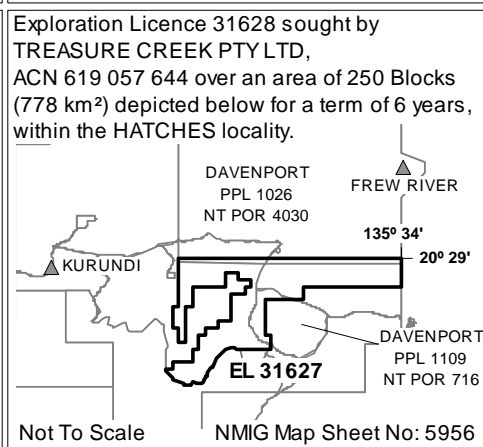 Exploration Licence 31628 sought by
TREASURE CREEK PTY LTD,
ACN 619 057 644 over an area of 250 Blocks
(778 km²) depicted below for a term of 6 years,
within the HATCHES locality.
DAVENPORT
PPL 1026
NT POR 4030
FREW RIVER
135º 34'
20º 29'
KURUNDI
DAVENPORT
PPL 1109
NT POR 716
EL 31627
Not To Scale
NMIG Map Sheet No: 5956